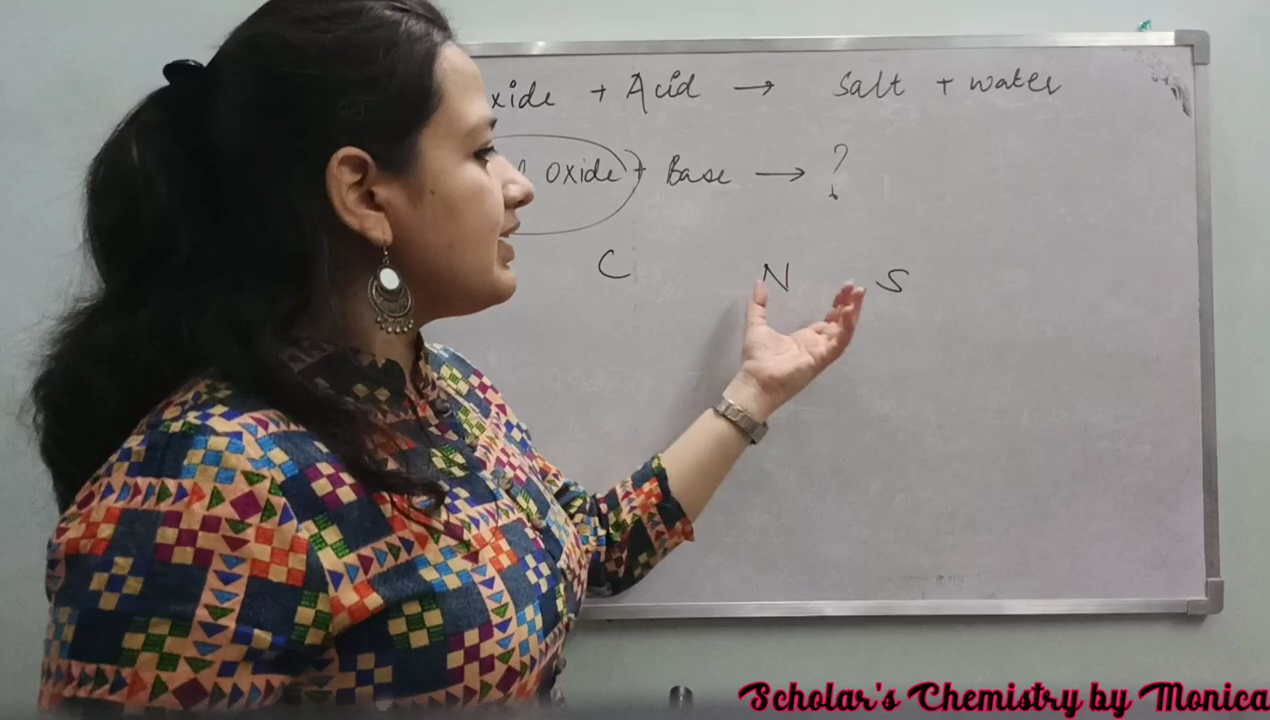 xide + Acid → Salt + water
l oxide) + Base → ?
C N S
Scholar's Chemistry by Monica